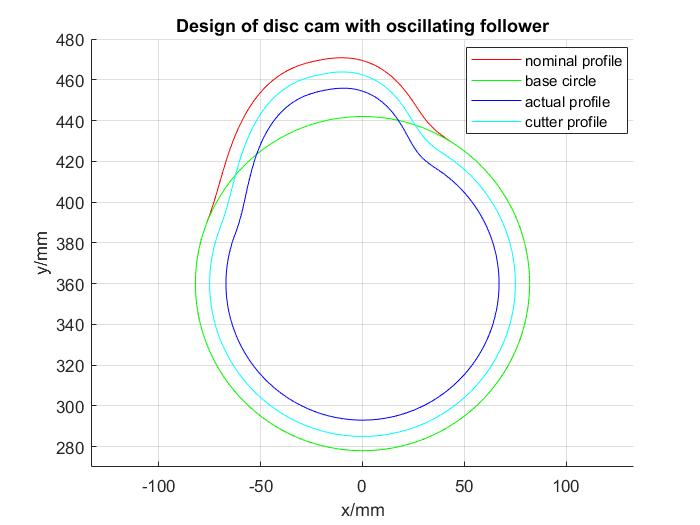 Design of disc cam with oscillating follower
nominal profile
base circle
actual profile
cutter profile
y/mm
480
460
440
420
400
380
360
340
320
300
280
-100
-50
0
50
100
x/mm